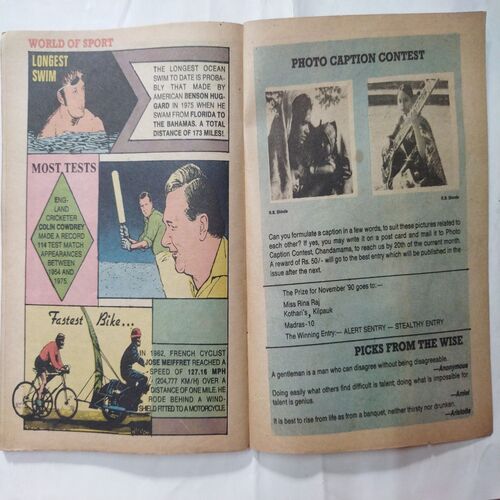 WORLD OF SPORT
LONGEST
SWIM
THE LONGEST OCEAN
SWIM TO DATE IS PROBA-
BLY THAT MADE BY
AMERICAN BENSON HUG-
GARD IN 1975 WHEN HE
SWAM FROM FLORIDA TO
THE BAHAMAS. A TOTAL
DISTANCE OF 173 MILES!
MOST TESTS
ENG-
LAND
CRICKETER
COLIN COWDREY
MADE A RECORD
114 TEST MATCH
APPEARANCES
BETWEEN
1954 AND
1975.
Fastest Bike...
IN 1962, FRENCH CYCLIST
JOSE MEIFFRET REACHED A
SPEED OF 127.16 MPH
(204,777 KM/H) OVER A
DISTANCE OF ONE MILE. HE
RODE BEHIND A WIND-
SHIELD FITTED TO A MOTORCYCLE.
PHOTO CAPTION CONTEST
S.B. Shinde
S.B. Shinde
Can you formulate a caption in a few words, to suit these pictures related to
each other? If yes, you may write it on a post card and mail it to Photo
Caption Contest, Chandamama, to reach us by 20th of the current month.
A reward of Rs. 50/- will go to the best entry which will be published in the
issue after the next.
The Prize for November '90 goes to:-
Miss Rina Raj
Kothari's, Kilpauk
Madras-10
The Winning Entry:— ALERT SENTRY — STEALTHY ENTRY
PICKS FROM THE WISE
A gentleman is a man who can disagree without being disagreeable.
—Anonymous
Doing easily what others find difficult is talent; doing what is impossible for
talent is genius.
—Amiel
It is best to rise from life as from a banquet, neither thirsty nor drunken.
—Aristotle